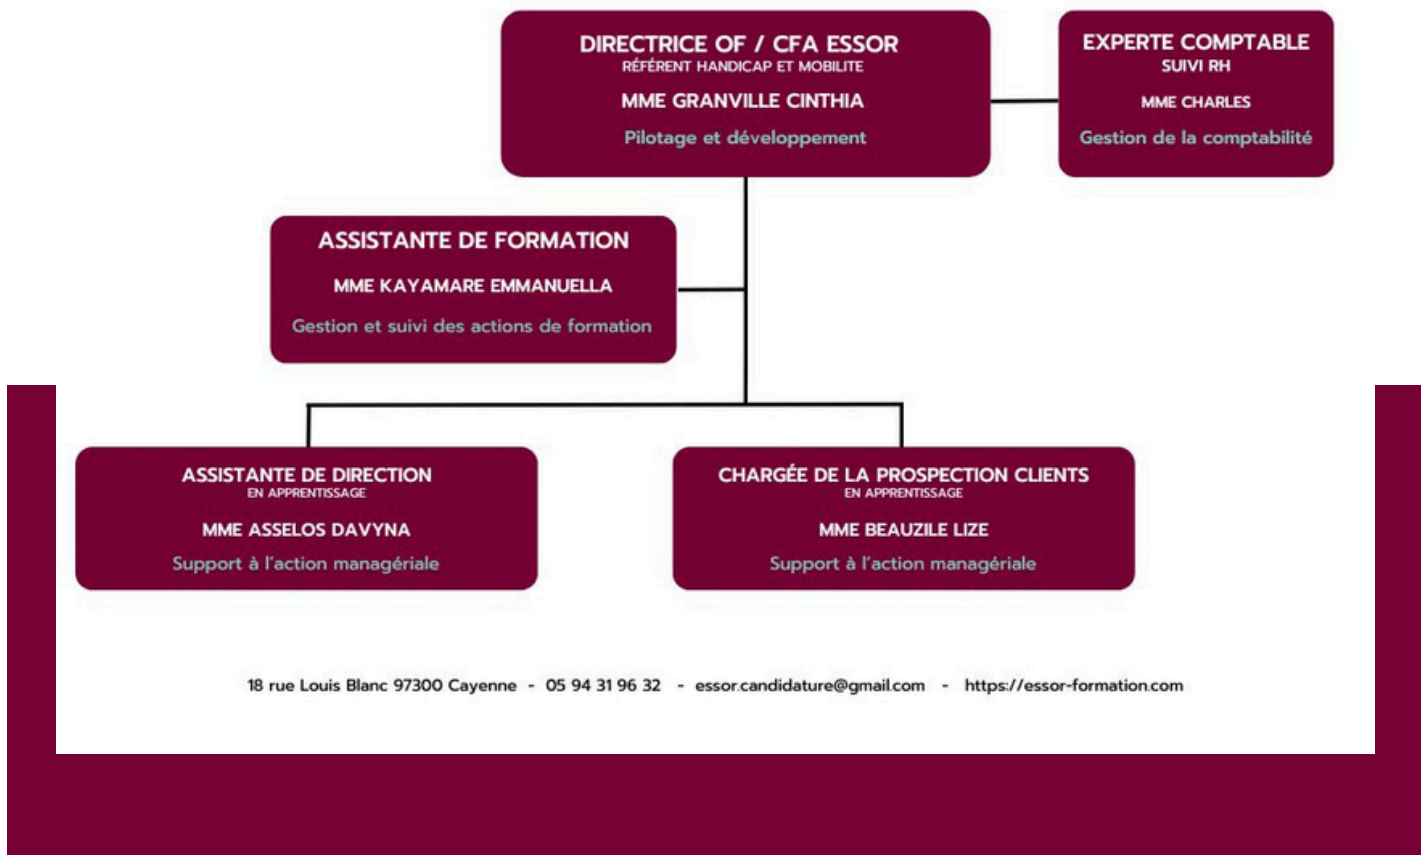 DIRECTRICE OF / CFA ESSOR
RÉFÉRENT HANDICAP ET MOBILITE
MME GRANVILLE CINTHIA
Pilotage et développement
EXPERTE COMPTABLE
SUIVI RH
MME CHARLES
Gestion de la comptabilité
ASSISTANTE DE FORMATION
MME KAYAMARE EMMANUELLA
Gestion et suivi des actions de formation
ASSISTANTE DE DIRECTION
EN APPRENTISSAGE
MME ASSELOS DAVYNA
Support à l'action managériale
CHARGÉE DE LA PROSPECTION CLIENTS
EN APPRENTISSAGE
MME BEAUZILE LIZE
Support à l'action managériale
18 rue Louis Blanc 97300 Cayenne - 05 94 31 96 32 - essor.candidature@gmail.com - https://essor-formation.com